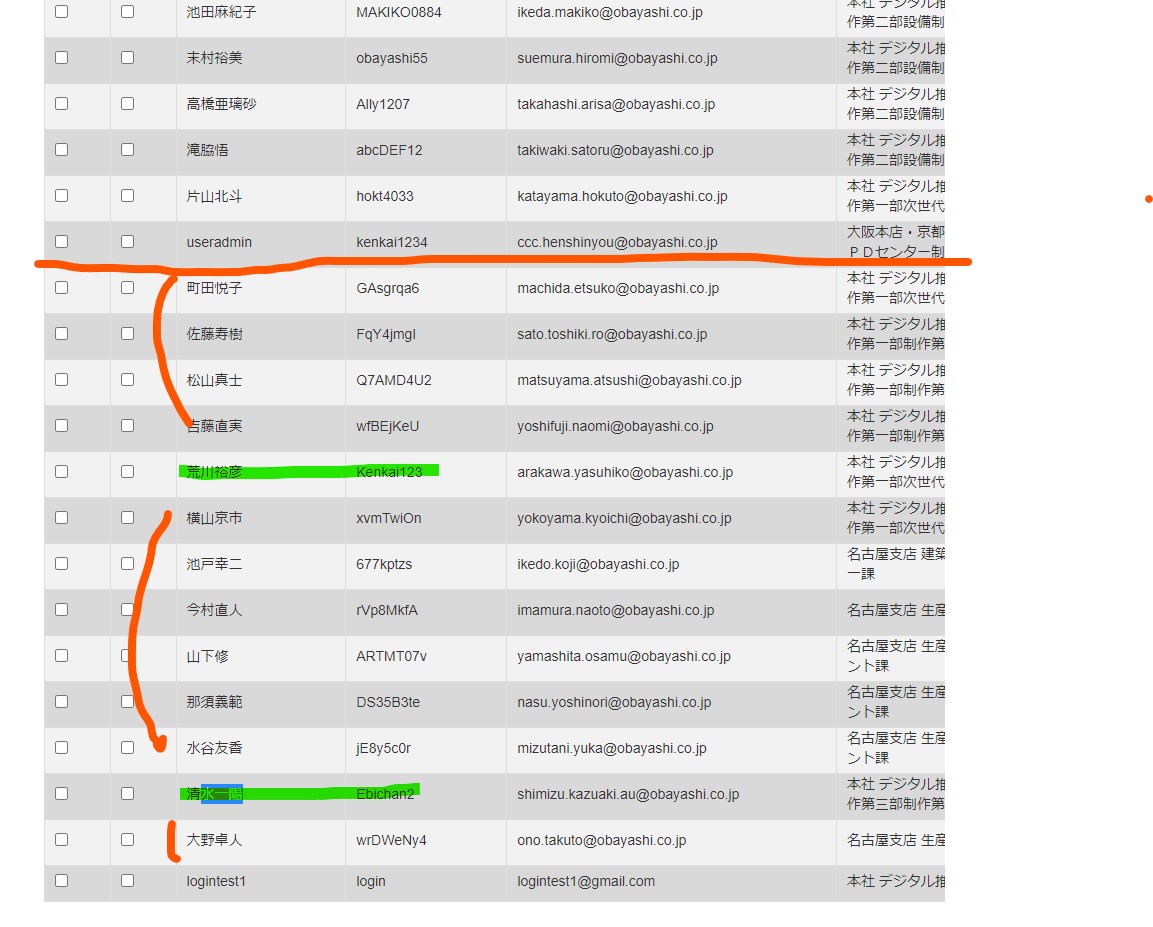 池田麻紀子 MAKIKO0884 ikeda.makiko@obayashi.co.jp 本社 デジタル推
作第二部設備制
末村裕美 obayashi55 suemura.hiromi@obayashi.co.jp 本社 デジタル推
作第二部設備制
高橋亜璃砂 Ally1207 takahashi.arisa@obayashi.co.jp 本社 デジタル推
作第二部設備制
滝脇悟 abcDEF12 takiwaki.satoru@obayashi.co.jp 本社 デジタル推
作第二部設備制
片山北斗 hokt4033 katayama.hokuto@obayashi.co.jp 本社 デジタル推
作第一部次世代
useradmin kenkai1234 ccc.henshinyou@obayashi.co.jp 大阪本店・京都
ＰＤセンター制
町田悦子 GAsgrqa6 machida.etsuko@obayashi.co.jp 本社 デジタル推
作第一部次世代
佐藤寿樹 FqY4jmgI sato.toshiki.ro@obayashi.co.jp 本社 デジタル推
作第一部制作第
松山真士 Q7AMD4U2 matsuyama.atsushi@obayashi.co.jp 本社 デジタル推
作第一部制作第
吉藤直実 wfBEjKeU yoshifuji.naomi@obayashi.co.jp 本社 デジタル推
作第一部制作第
荒川裕彦 Kenkai123 arakawa.yasuhiko@obayashi.co.jp 本社 デジタル推
作第一部次世代
横山京市 xvmTwiOn yokoyama.kyoichi@obayashi.co.jp 本社 デジタル推
作第一部次世代
池戸幸二 677kptzs ikedo.koji@obayashi.co.jp 名古屋支店 建築
一課
今村直人 rVp8MkfA imamura.naoto@obayashi.co.jp 名古屋支店 生産
山下修 ARTMT07v yamashita.osamu@obayashi.co.jp 名古屋支店 生産
ント課
那須義範 DS35B3te nasu.yoshinori@obayashi.co.jp 名古屋支店 生産
ント課
水谷友香 jE8y5c0r mizutani.yuka@obayashi.co.jp 名古屋支店 生産
ント課
清水一陽 Ebichan2 shimizu.kazuaki.au@obayashi.co.jp 本社 デジタル推
作第三部制作第
大野卓人 wrDWeNy4 ono.takuto@obayashi.co.jp 名古屋支店 生産
logintest1 login logintest1@gmail.com 本社 デジタル推